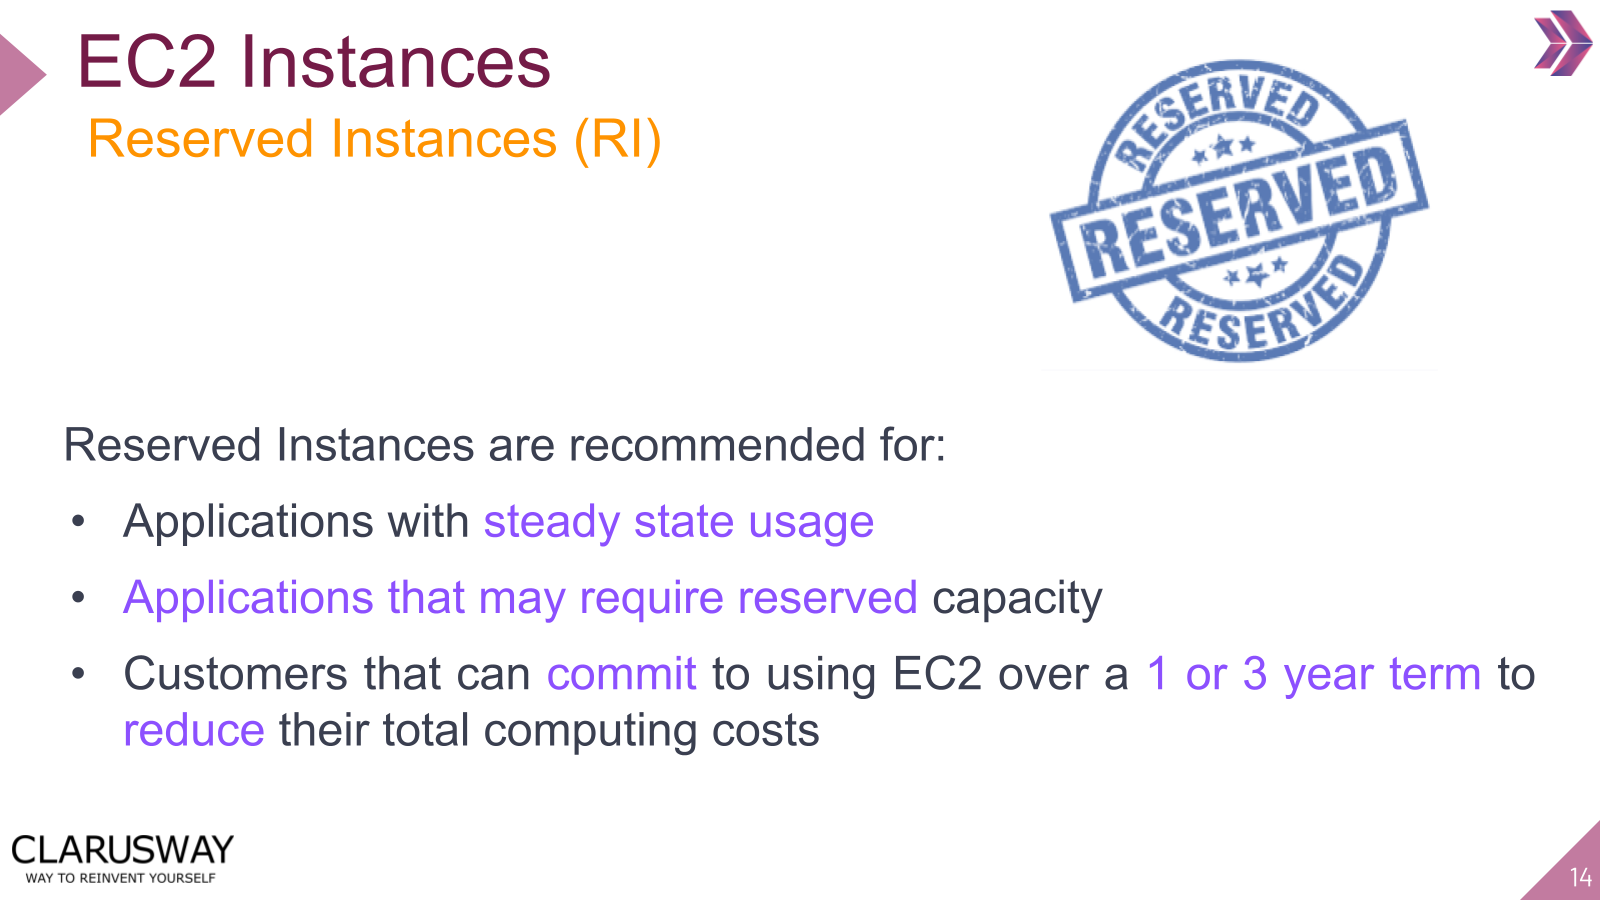 EC2 Instances
Reserved Instances (RI)
RESERVED
RESERVED
RESERVED
Reserved Instances are recommended for:
• Applications with steady state usage
• Applications that may require reserved capacity
• Customers that can commit to using EC2 over a 1 or 3 year term to
reduce their total computing costs
CLARUSWAY
WAY TO REINVENT YOURSELF
14